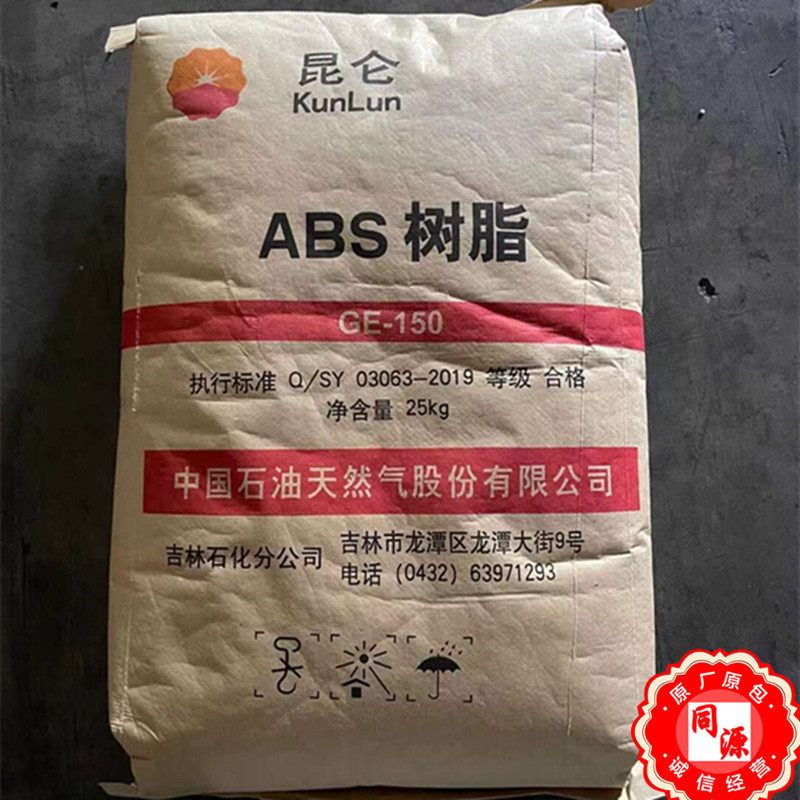 昆仑
KunLun
ABS 树脂
GE-150
执行标准 Q/SY 03063-2019 等级 合格
净含量 25kg
中国石油天然气股份有限公司
吉林石化分公司
吉林市龙潭区龙潭大街9号
电话 (0432) 63971293
原厂原包
同源
诚信经营